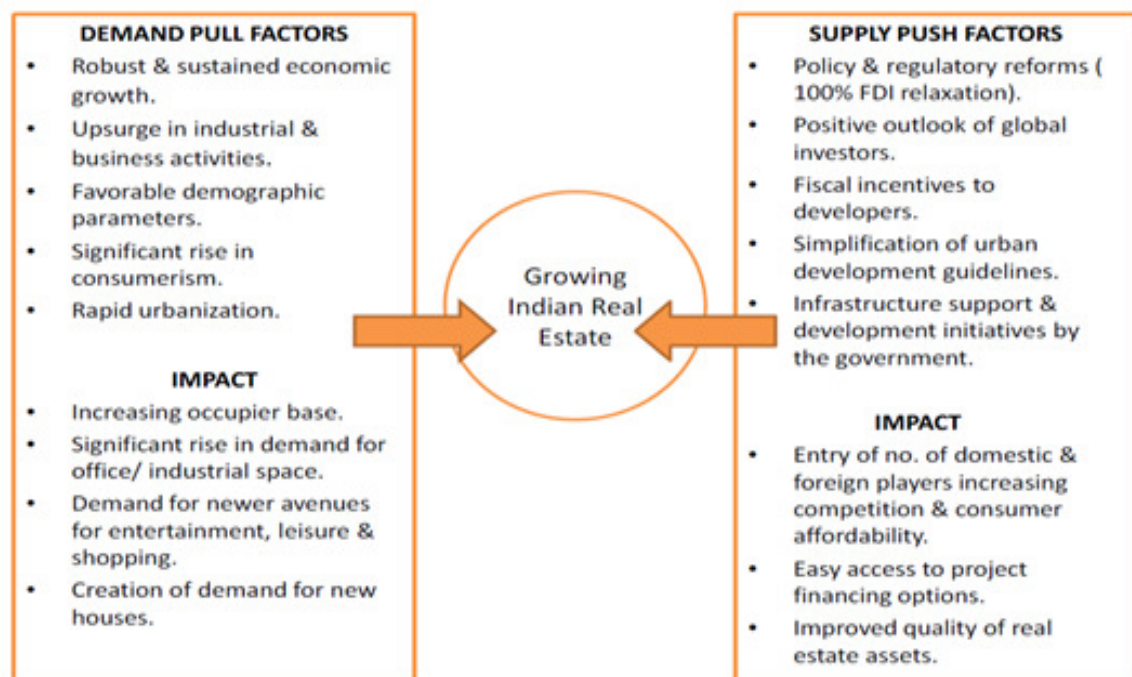 DEMAND PULL FACTORS
• Robust & sustained economic
growth.
• Upsurge in industrial &
business activities.
• Favorable demographic
parameters.
• Significant rise in
consumerism.
• Rapid urbanization.
IMPACT
• Increasing occupier base.
• Significant rise in demand for
office/ industrial space.
• Demand for newer avenues
for entertainment, leisure &
shopping.
• Creation of demand for new
houses.
Growing
Indian Real
Estate
SUPPLY PUSH FACTORS
• Policy & regulatory reforms (
100% FDI relaxation).
• Positive outlook of global
investors.
• Fiscal incentives to
developers.
• Simplification of urban
development guidelines.
• Infrastructure support &
development initiatives by
the government.
IMPACT
• Entry of no. of domestic &
foreign players increasing
competition & consumer
affordability.
• Easy access to project
financing options.
• Improved quality of real
estate assets.